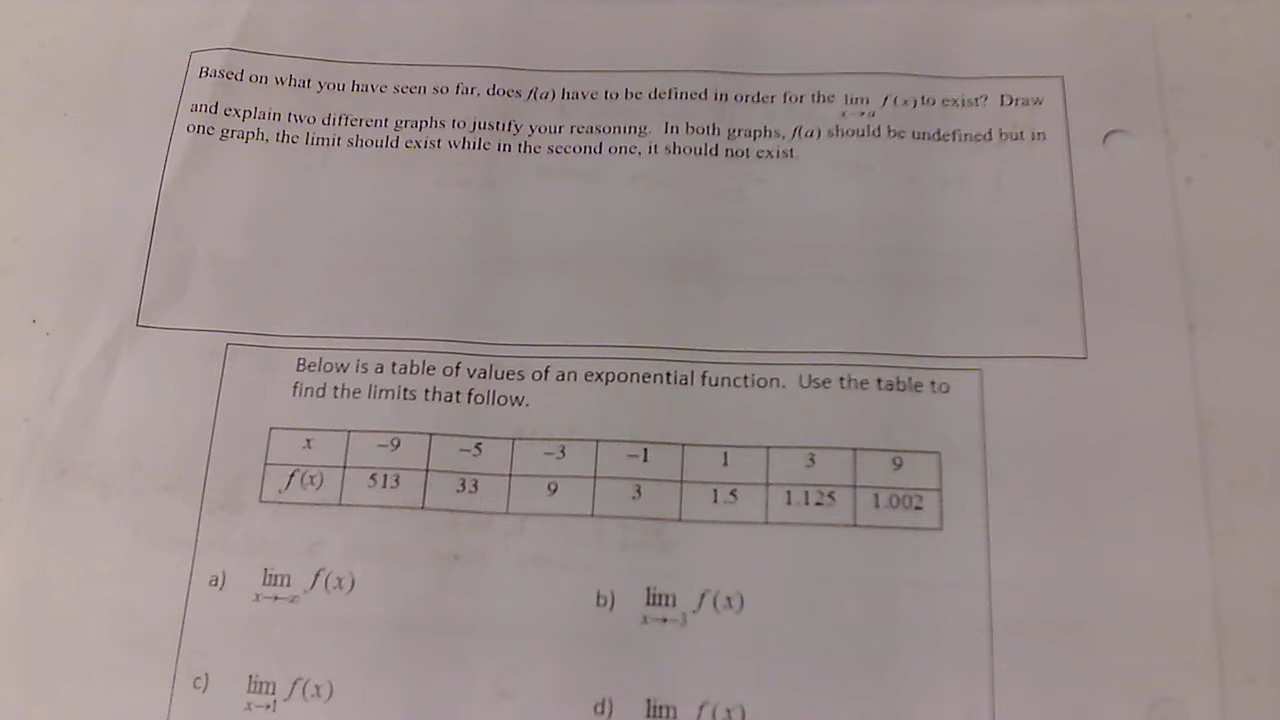 Based on what you have seen so far, does f(a) have to be defined in order for the lim f(x) to exist? Draw
x→a
and explain two different graphs to justify your reasoning. In both graphs, f(a) should be undefined but in
one graph, the limit should exist while in the second one, it should not exist.
Below is a table of values of an exponential function. Use the table to
find the limits that follow.
x -9 -5 -3 -1 1 3 9
f(x) 513 33 9 3 1.5 1.125 1.002
a) lim f(x)
x→-∞
b) lim f(x)
x→-3
c) lim f(x)
x→1
d) lim f(x)